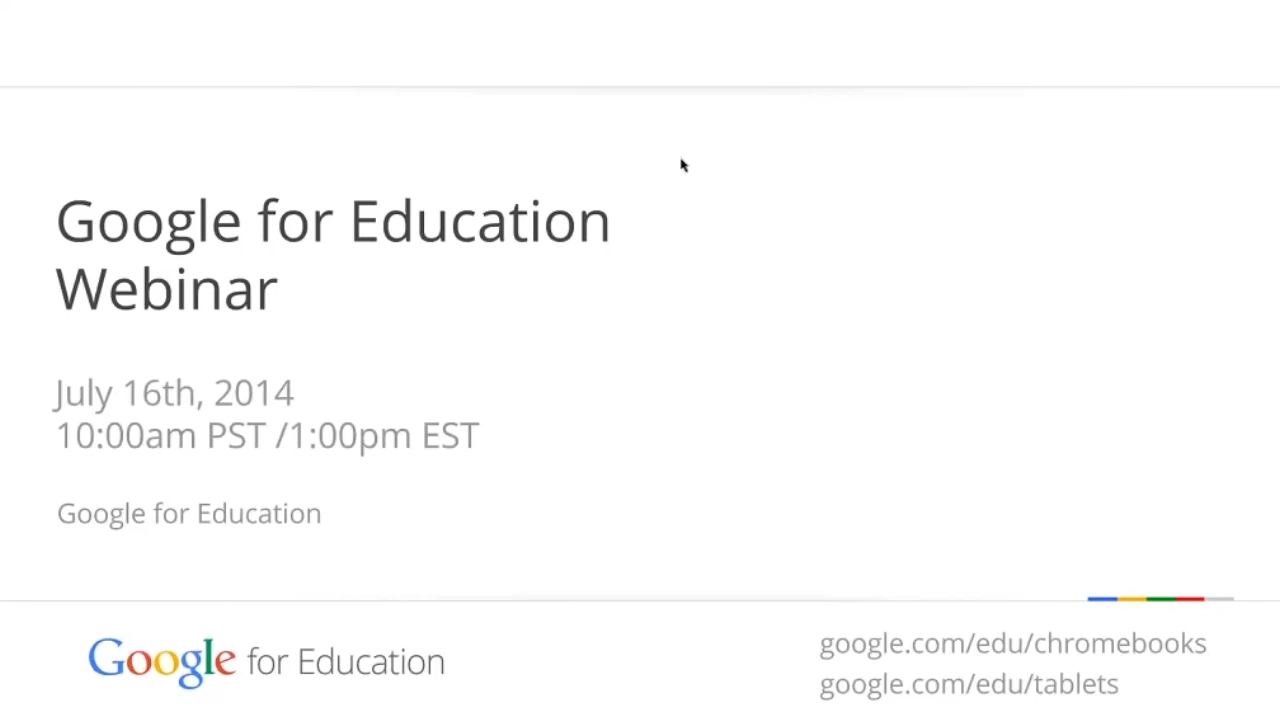 Google for Education
Webinar
July 16th, 2014
10:00am PST /1:00pm EST
Google for Education
Google for Education
google.com/edu/chromebooks
google.com/edu/tablets